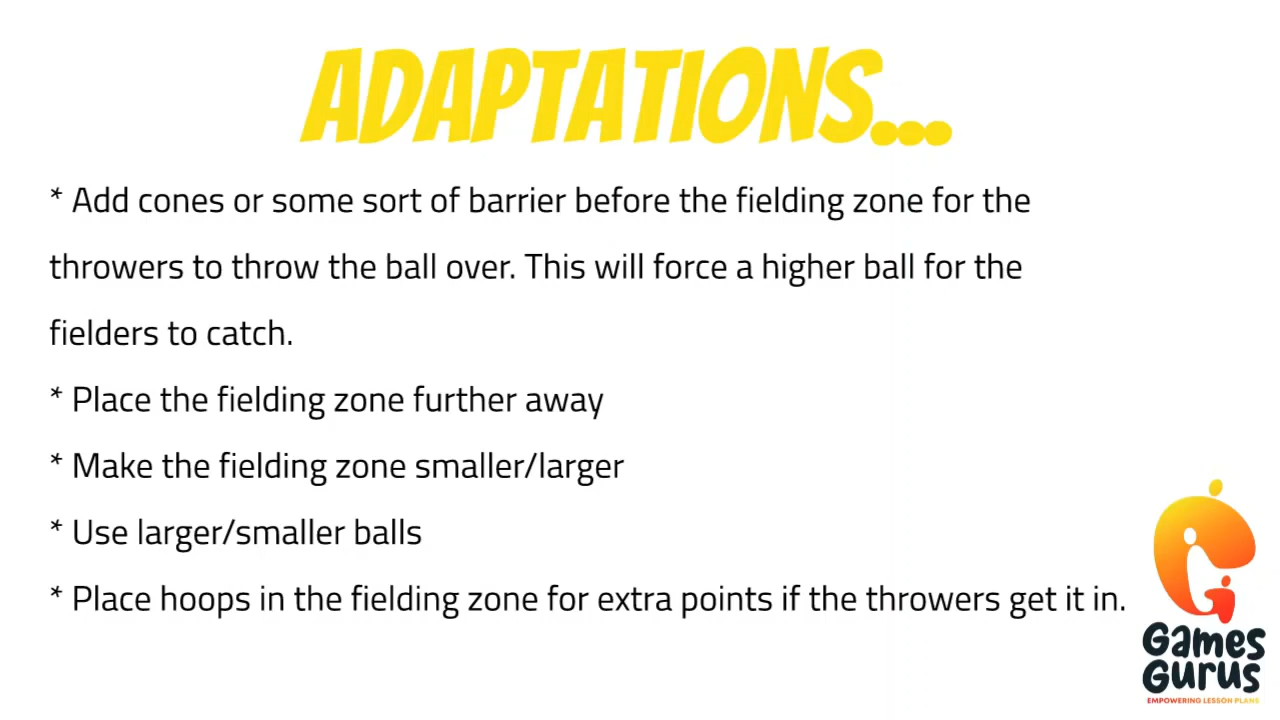 ADAPTATIONS...
* Add cones or some sort of barrier before the fielding zone for the
throwers to throw the ball over. This will force a higher ball for the
fielders to catch.
* Place the fielding zone further away
* Make the fielding zone smaller/larger
* Use larger/smaller balls
* Place hoops in the fielding zone for extra points if the throwers get it in.
Games
Gurus
EMPOWERING LESSON PLANS